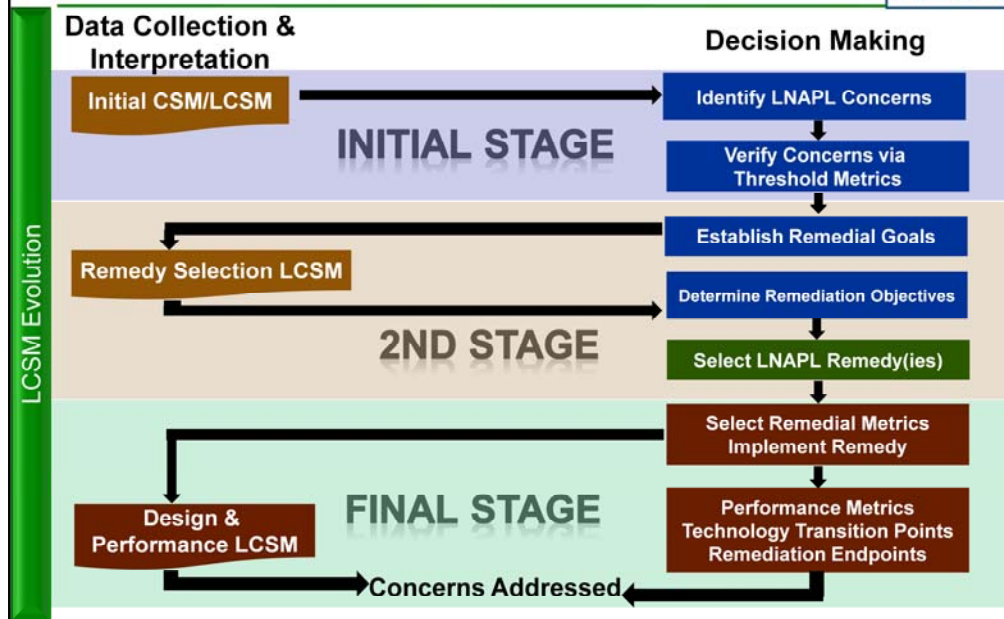 Data Collection &
Interpretation
Decision Making
LCSM Evolution
Initial CSM/LCSM
Identify LNAPL Concerns
INITIAL STAGE
Verify Concerns via
Threshold Metrics
Establish Remedial Goals
Remedy Selection LCSM
Determine Remediation Objectives
2ND STAGE
Select LNAPL Remedy(ies)
Select Remedial Metrics
Implement Remedy
FINAL STAGE
Design &
Performance LCSM
Performance Metrics
Technology Transition Points
Remediation Endpoints
Concerns Addressed